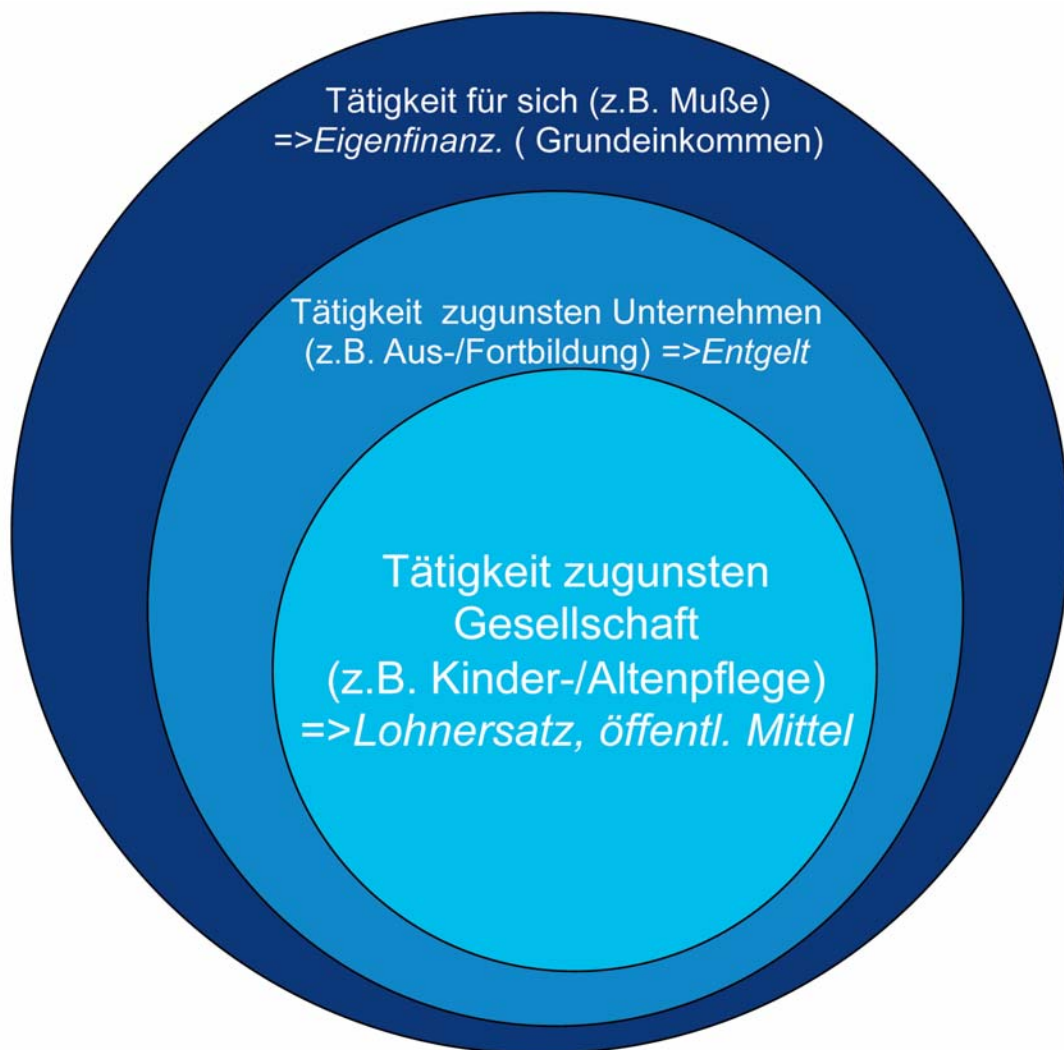 Tätigkeit für sich (z.B. Muße)
=>Eigenfinanz. ( Grundeinkommen)
Tätigkeit zugunsten Unternehmen
(z.B. Aus-/Fortbildung) =>Entgelt
Tätigkeit zugunsten
Gesellschaft
(z.B. Kinder-/Altenpflege)
=>Lohnersatz, öffentl. Mittel